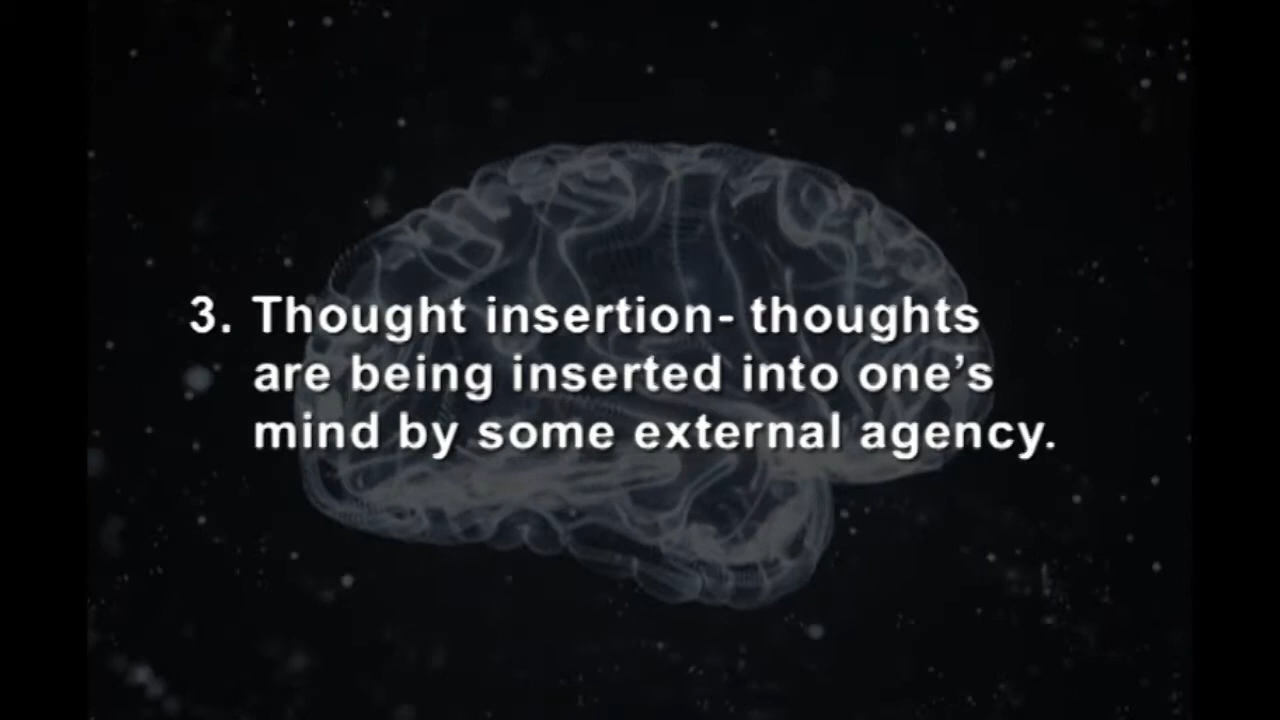 3. Thought insertion- thoughts
are being inserted into one’s
mind by some external agency.